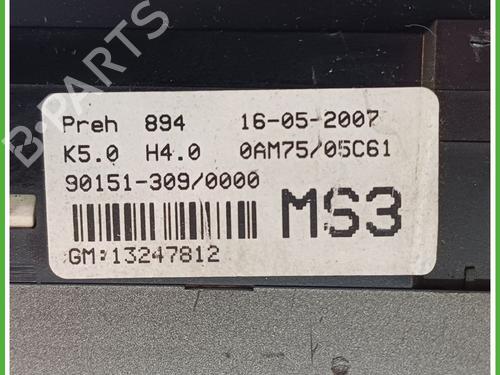 Preh 894 16-05-2007
K5.0 H4.0 0AM75/05C61
90151-309/0000
MS3
GM:13247812
B-PARTS